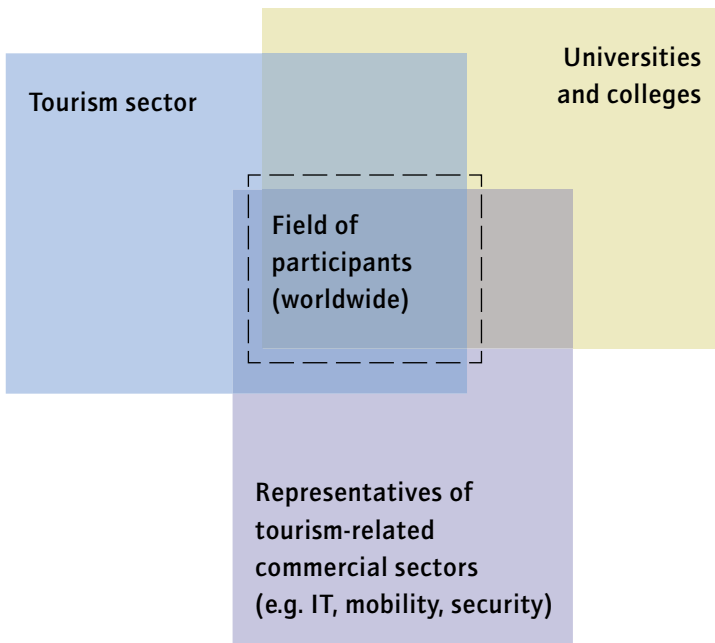 Universities
and colleges
Tourism sector
Field of
participants
(worldwide)
Representatives of
tourism-related
commercial sectors
(e.g. IT, mobility, security)